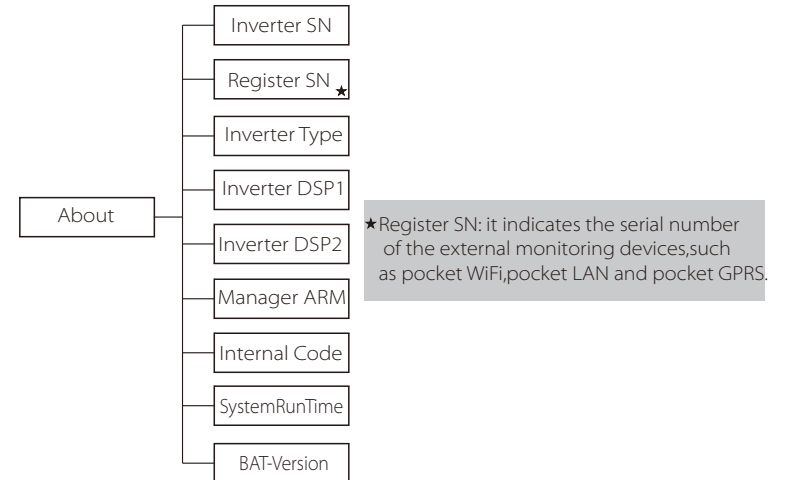 Inverter SN
Register SN ★
Inverter Type
Inverter DSP1
About
Inverter DSP2
Manager ARM
Internal Code
SystemRunTime
BAT-Version
★Register SN: it indicates the serial number
of the external monitoring devices,such
as pocket WiFi,pocket LAN and pocket GPRS.